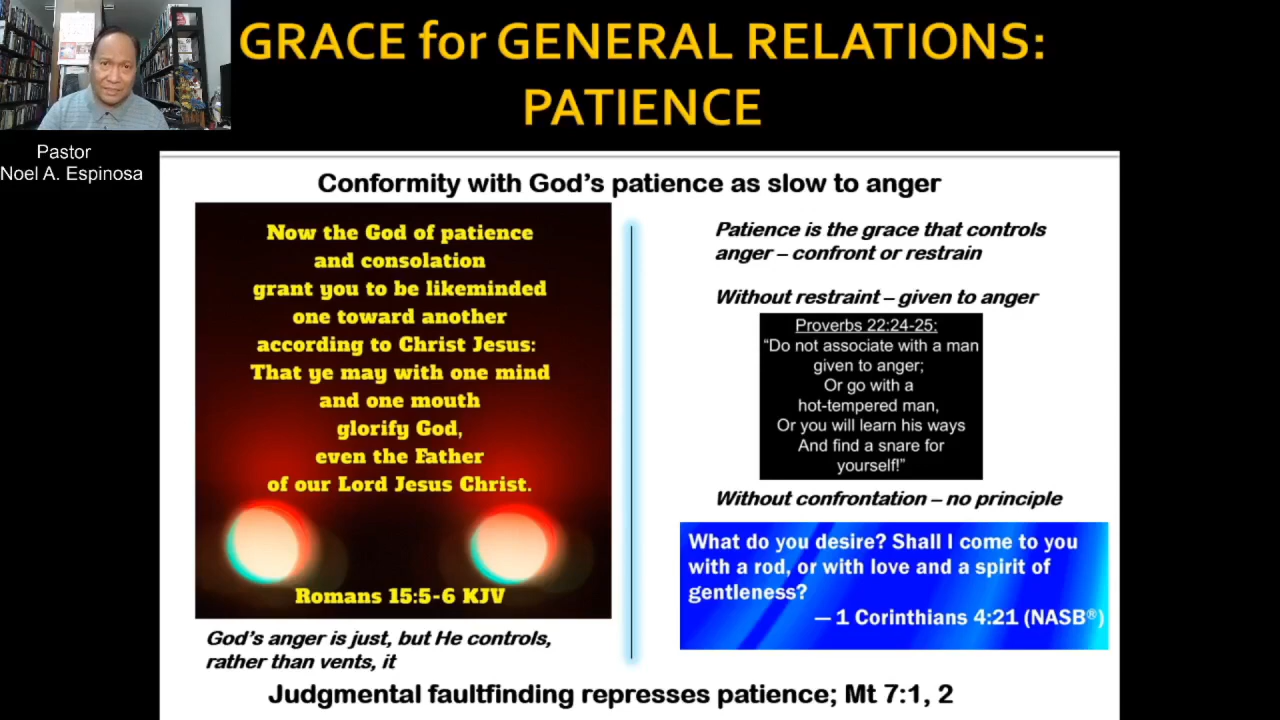 GRACE for GENERAL RELATIONS:
PATIENCE
Pastor
Noel A. Espinosa
Conformity with God's patience as slow to anger
Now the God of patience
and consolation
grant you to be likeminded
one toward another
according to Christ Jesus:
That ye may with one mind
and one mouth
glorify God,
even the Father
of our Lord Jesus Christ.
Romans 15:5-6 KJV
God's anger is just, but He controls,
rather than vents, it
Patience is the grace that controls
anger – confront or restrain
Without restraint – given to anger
Proverbs 22:24-25:
“Do not associate with a man
given to anger;
Or go with a
hot-tempered man,
Or you will learn his ways
And find a snare for
yourself!”
Without confrontation – no principle
What do you desire? Shall I come to you
with a rod, or with love and a spirit of
gentleness?
— 1 Corinthians 4:21 (NASB®)
Judgmental faultfinding represses patience; Mt 7:1, 2